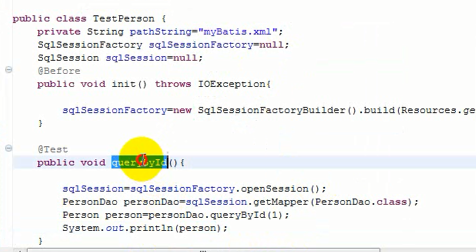 public class TestPerson {
private String pathString="myBatis.xml";
SqlSessionFactory sqlSessionFactory=null;
SqlSession sqlSession=null;
@Before
public void init() throws IOException{
sqlSessionFactory=new SqlSessionFactoryBuilder().build(Resources.ge
}
@Test
public void queryById(){
sqlSession=sqlSessionFactory.openSession();
PersonDao personDao=sqlSession.getMapper(PersonDao.class);
Person person=personDao.queryById(1);
System.out.println(person);